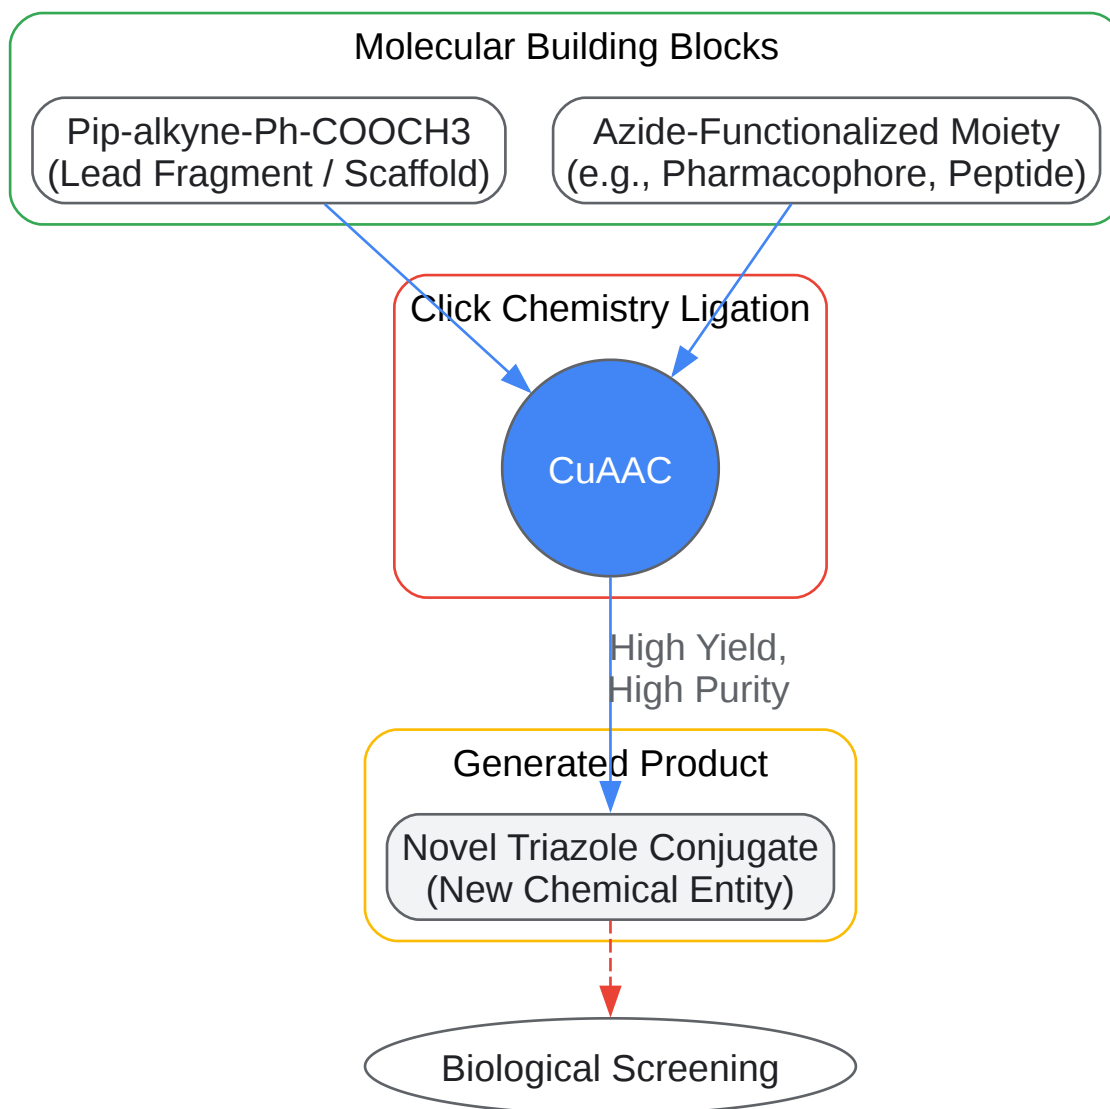 Molecular Building Blocks
Pip-alkyne-Ph-COOCH3
(Lead Fragment / Scaffold)
Azide-Functionalized Moiety
(e.g., Pharmacophore, Peptide)
Click Chemistry Ligation
CuAAC
High Yield,
High Purity
Generated Product
Novel Triazole Conjugate
(New Chemical Entity)
Biological Screening